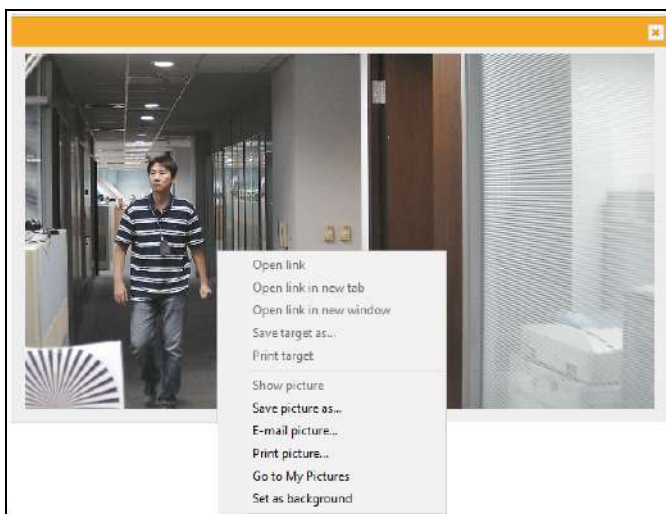 Open link
Open link in new tab
Open link in new window
Save target as...
Print target
Show picture
Save picture as...
E-mail picture...
Print picture...
Go to My Pictures
Set as background